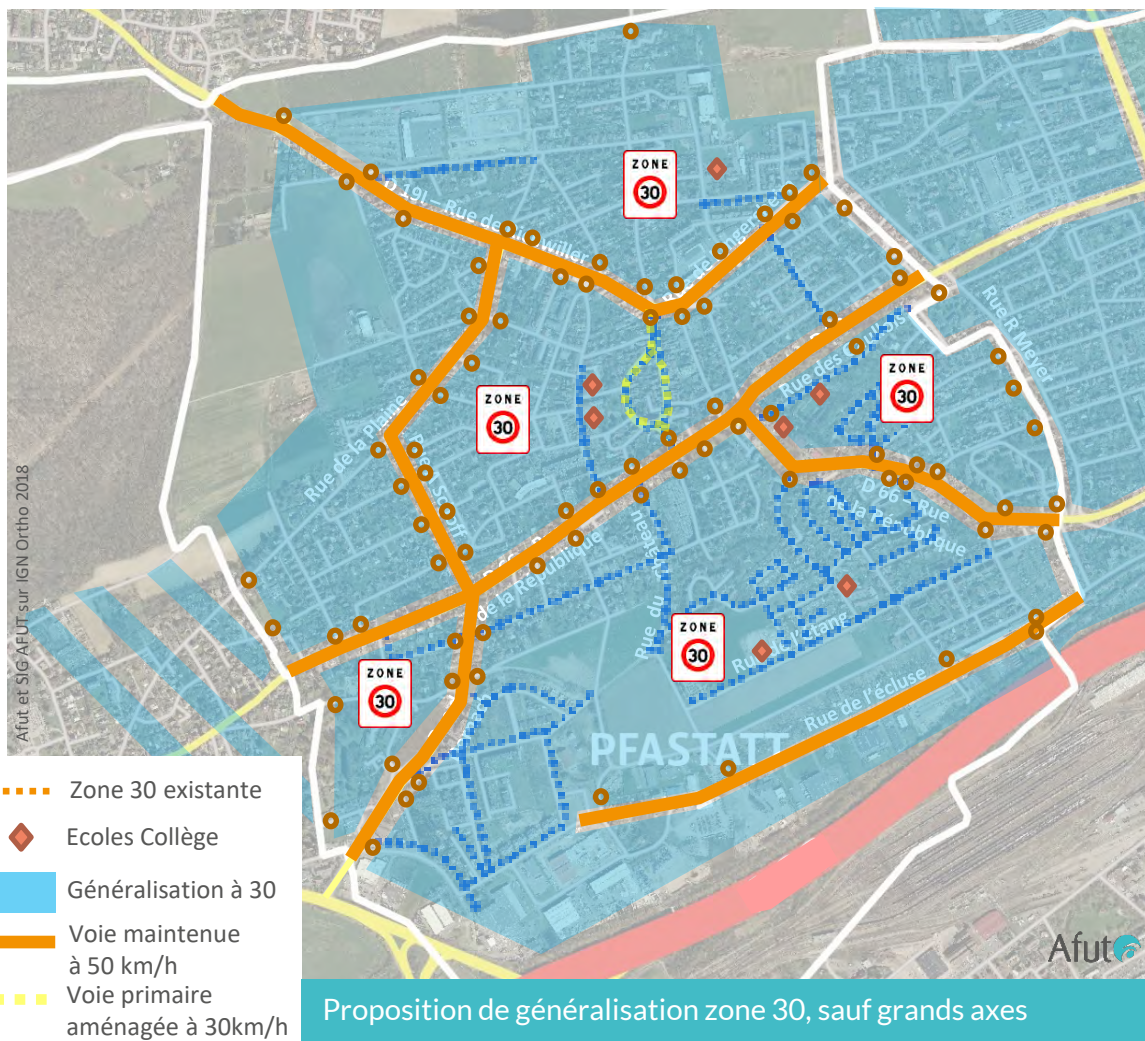 ZONE
30
D 19I – Rue de
willer
ZONE
30
ZONE
30
Rue R Meyer
Rue des
Rue de la Plaine
D 66 – Rue
de la République
de la République
Rue du
ZONE
30
Rue de l'étang
ZONE
30
Rue de l'écluse
PFASTATT
Afut et SIG AFUT sur IGN Ortho 2018
Zone 30 existante
Ecoles Collège
Généralisation à 30
Voie maintenue
à 50 km/h
Voie primaire
aménagée à 30km/h
Afut
Proposition de généralisation zone 30, sauf grands axes